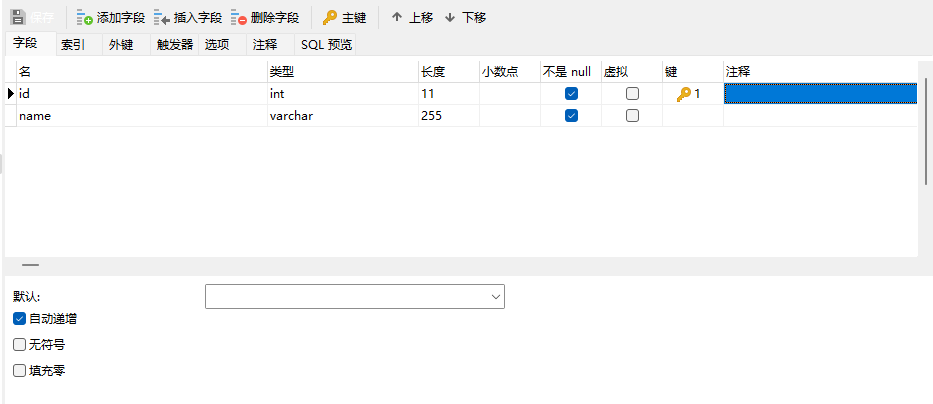 保存 添加字段 插入字段 删除字段 主键 上移 下移
字段 索引 外键 触发器 选项 注释 SQL 预览
名 类型 长度 小数点 不是 null 虚拟 键 注释
id int 11 1
name varchar 255
默认:
自动递增
无符号
填充零